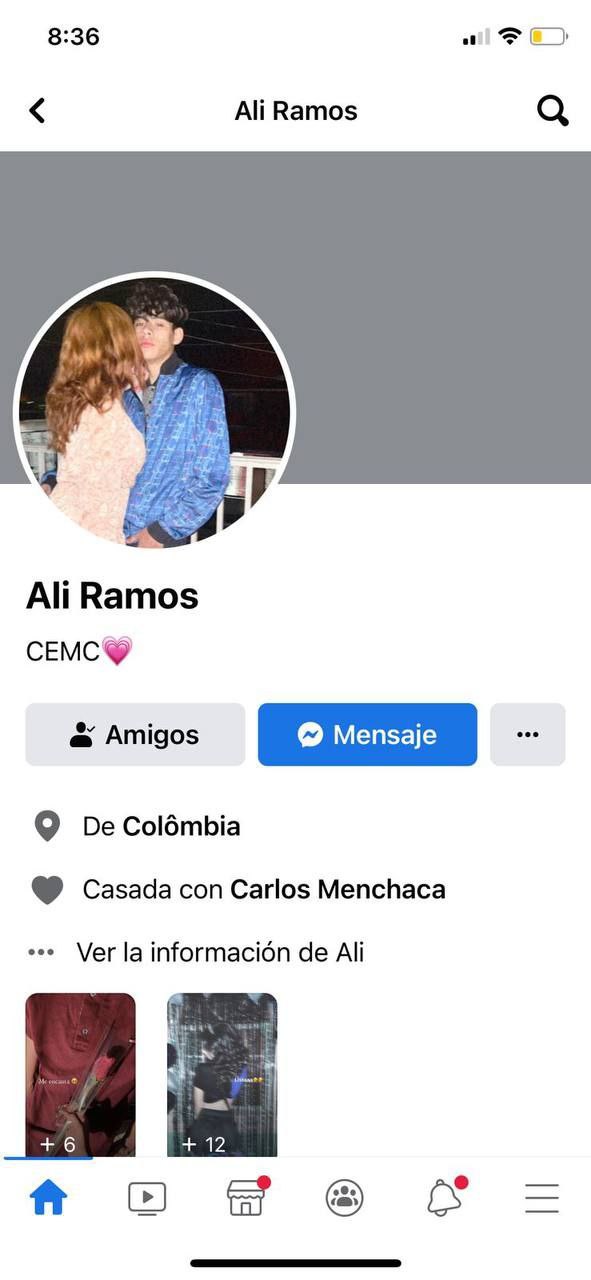 8:36
Ali Ramos
Ali Ramos
CEMC💗
Amigos
Mensaje
De Colômbia
Casada con Carlos Menchaca
Ver la información de Ali
Me encanta
+ 6
+ 12